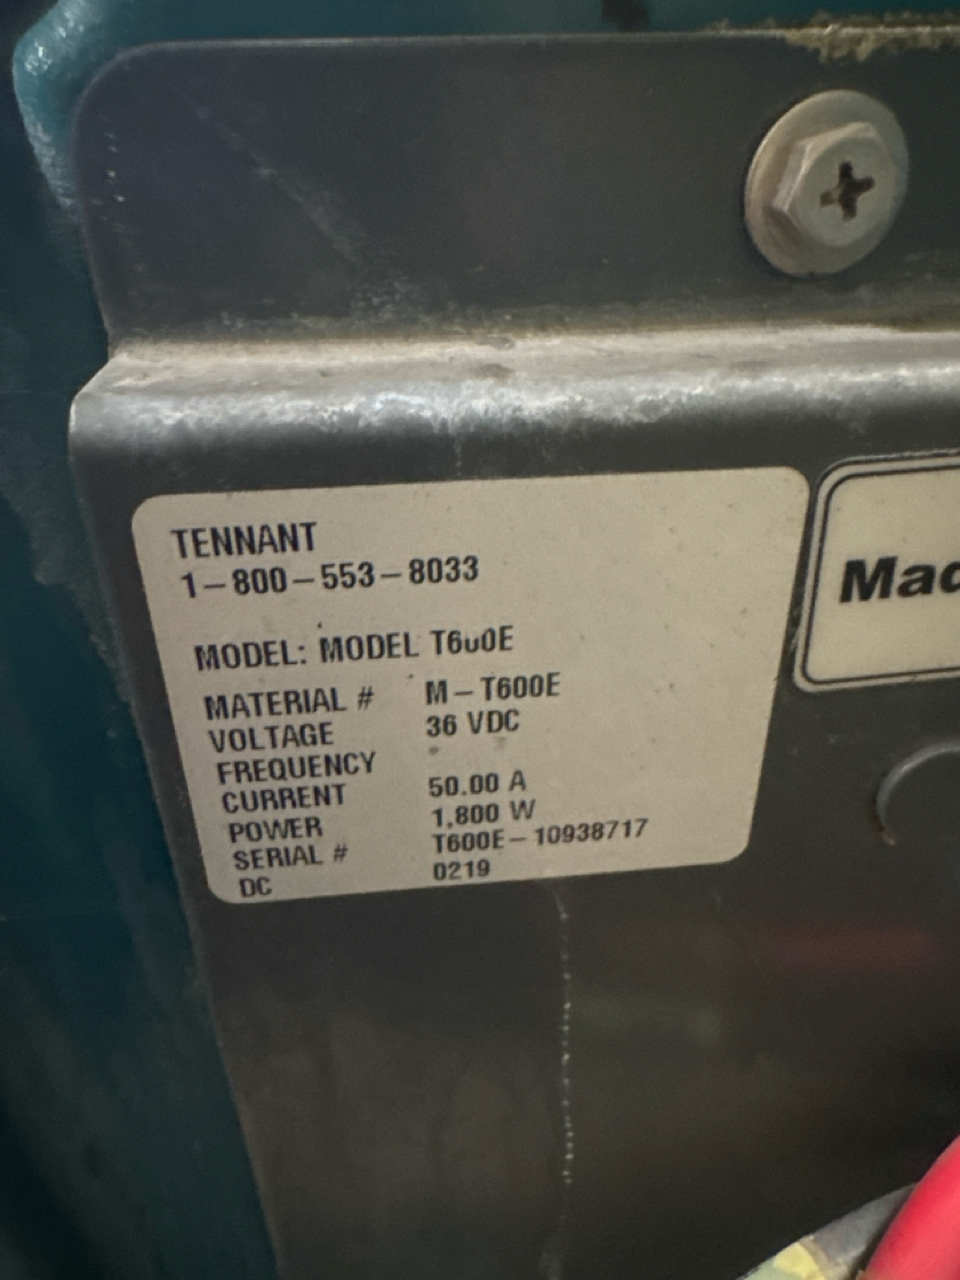 TENNANT
1-800-553-8033
MODEL: MODEL T600E
MATERIAL # M-T600E
VOLTAGE 36 VDC
FREQUENCY
CURRENT 50.00 A
POWER 1,800 W
SERIAL # T600E-10938717
DC 0219
Mad